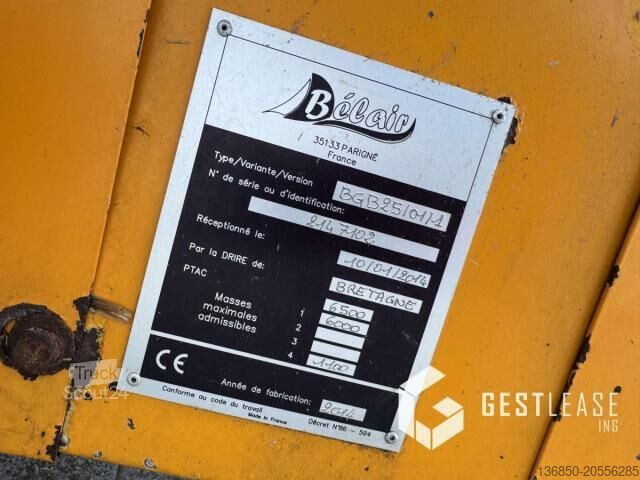 Bélair
35133 PARIGNÉ
France
Type/Variante/Version BGB25/01/1
N° de série ou d'identification:
2147102
Réceptionné le: 10/01/2014
Par la DRIRE de: BRETAGNE
PTAC 6500
Masses maximales admissibles
1 6000
2
3
4 1100
CE
Année de fabrication: 2014
Conforme au code du travail Décret N°86 - 594
Made in France
Truck
Scout24
GESTLEASE
ING
136850-20556285